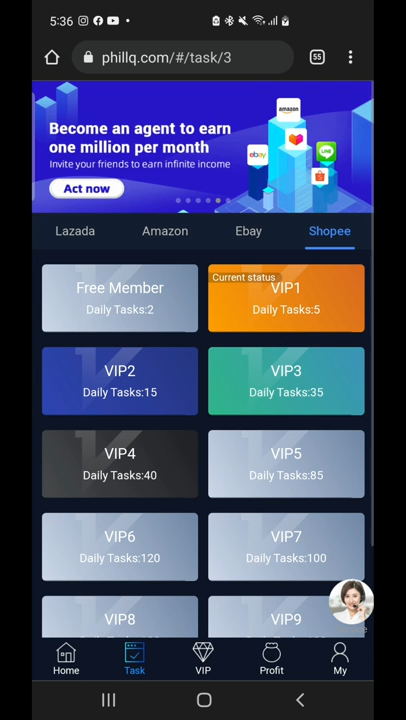 5:36
phillq.com/#/task/3
55
Become an agent to earn
one million per month
Invite your friends to earn infinite income
Act now
amazon
ebay
LINE
Lazada
Amazon
Ebay
Shopee
Free Member
Daily Tasks:2
Current status
VIP1
Daily Tasks:5
VIP2
Daily Tasks:15
VIP3
Daily Tasks:35
VIP4
Daily Tasks:40
VIP5
Daily Tasks:85
VIP6
Daily Tasks:120
VIP7
Daily Tasks:100
VIP8
VIP9
Home
Task
VIP
Profit
My